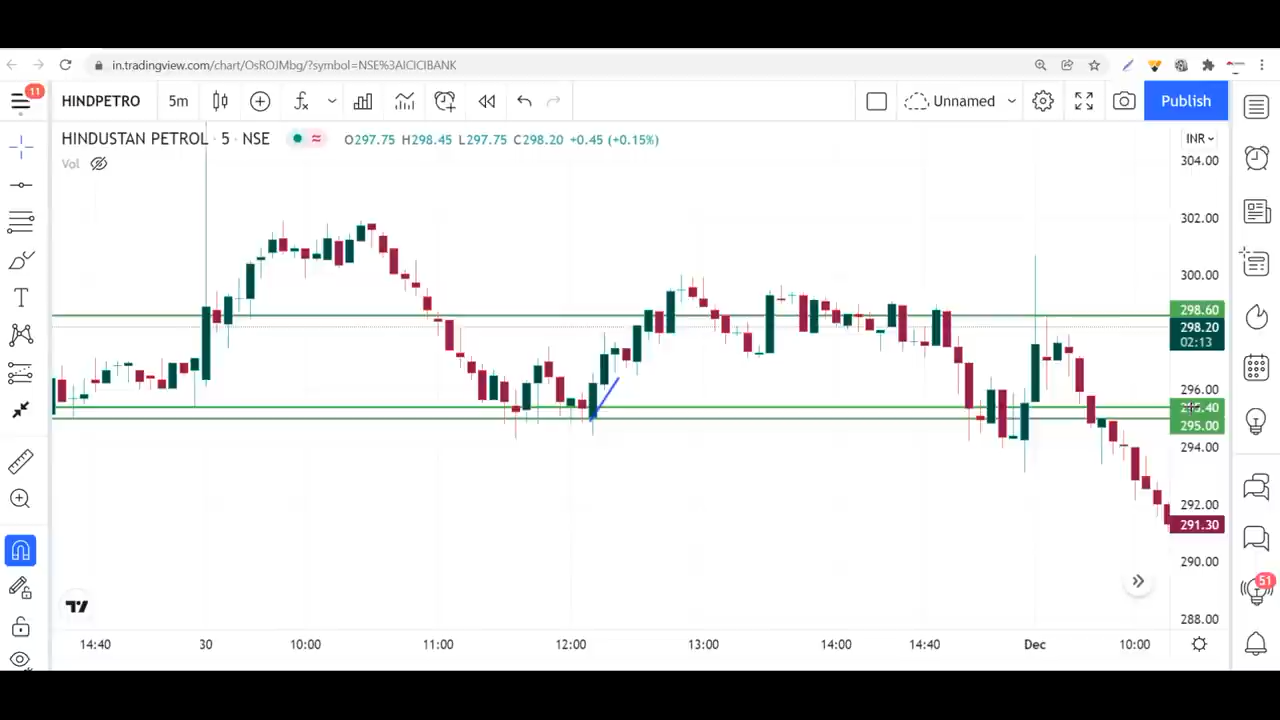 in.tradingview.com/chart/OsROJMbg/?symbol=NSE%3AICICIBANK
11
HINDPETRO 5m Unnamed Publish
HINDUSTAN PETROL · 5 · NSE O297.75 H298.45 L297.75 C298.20 +0.45 (+0.15%)
INR
Vol
304.00
302.00
300.00
298.60
298.20
02:13
296.00
295.00
294.00
292.00
291.30
290.00
288.00
51
14:40 30 10:00 11:00 12:00 13:00 14:00 14:40 Dec 10:00